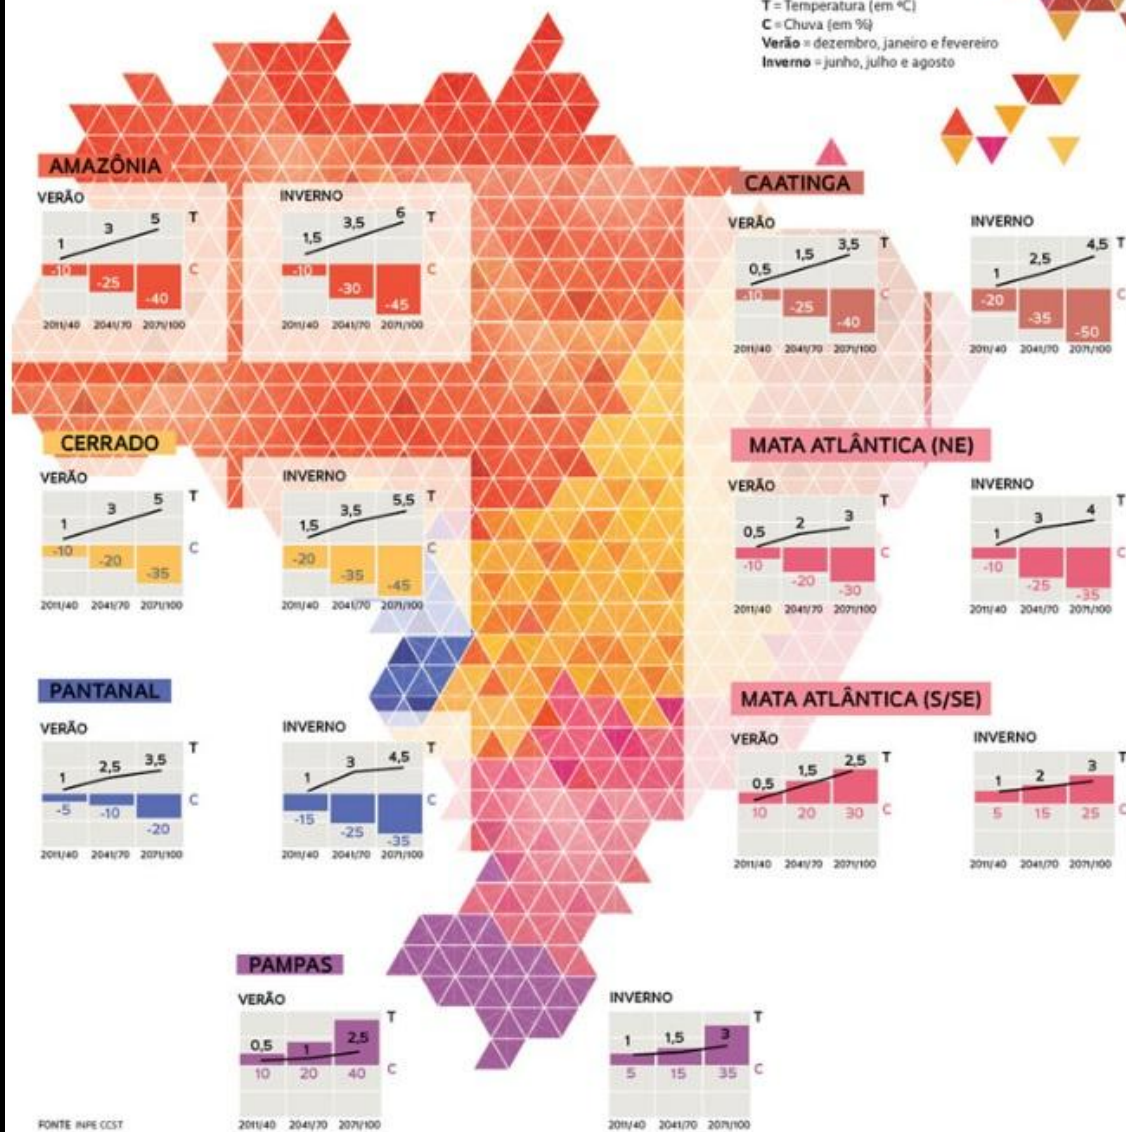 T = Temperatura (em °C)
C = Chuva (em %)
Verão = dezembro, janeiro e fevereiro
Inverno = junho, julho e agosto
AMAZÔNIA
VERÃO
1 3 5 T
-10 -25 -40 C
2011/40 2041/70 2071/100
INVERNO
1,5 3,5 6 T
-10 -30 -45 C
2011/40 2041/70 2071/100
CAATINGA
VERÃO
0,5 1,5 3,5 T
-10 -25 -40 C
2011/40 2041/70 2071/100
INVERNO
1 2,5 4,5 T
-20 -35 -50 C
2011/40 2041/70 2071/100
CERRADO
VERÃO
1 3 5 T
-10 -20 -35 C
2011/40 2041/70 2071/100
INVERNO
1,5 3,5 5,5 T
-20 -35 -45 C
2011/40 2041/70 2071/100
MATA ATLÂNTICA (NE)
VERÃO
0,5 2 3 T
-10 -20 -30 C
2011/40 2041/70 2071/100
INVERNO
1 3 4 T
-10 -25 -35 C
2011/40 2041/70 2071/100
PANTANAL
VERÃO
1 2,5 3,5 T
-5 -10 -20 C
2011/40 2041/70 2071/100
INVERNO
1 3 4,5 T
-15 -25 -35 C
2011/40 2041/70 2071/100
MATA ATLÂNTICA (S/SE)
VERÃO
0,5 1,5 2,5 T
10 20 30 C
2011/40 2041/70 2071/100
INVERNO
1 2 3 T
5 15 25 C
2011/40 2041/70 2071/100
PAMPAS
VERÃO
0,5 1 2,5 T
10 20 40 C
2011/40 2041/70 2071/100
INVERNO
1 1,5 3 T
5 15 35 C
2011/40 2041/70 2071/100
FONTE INPE CCST